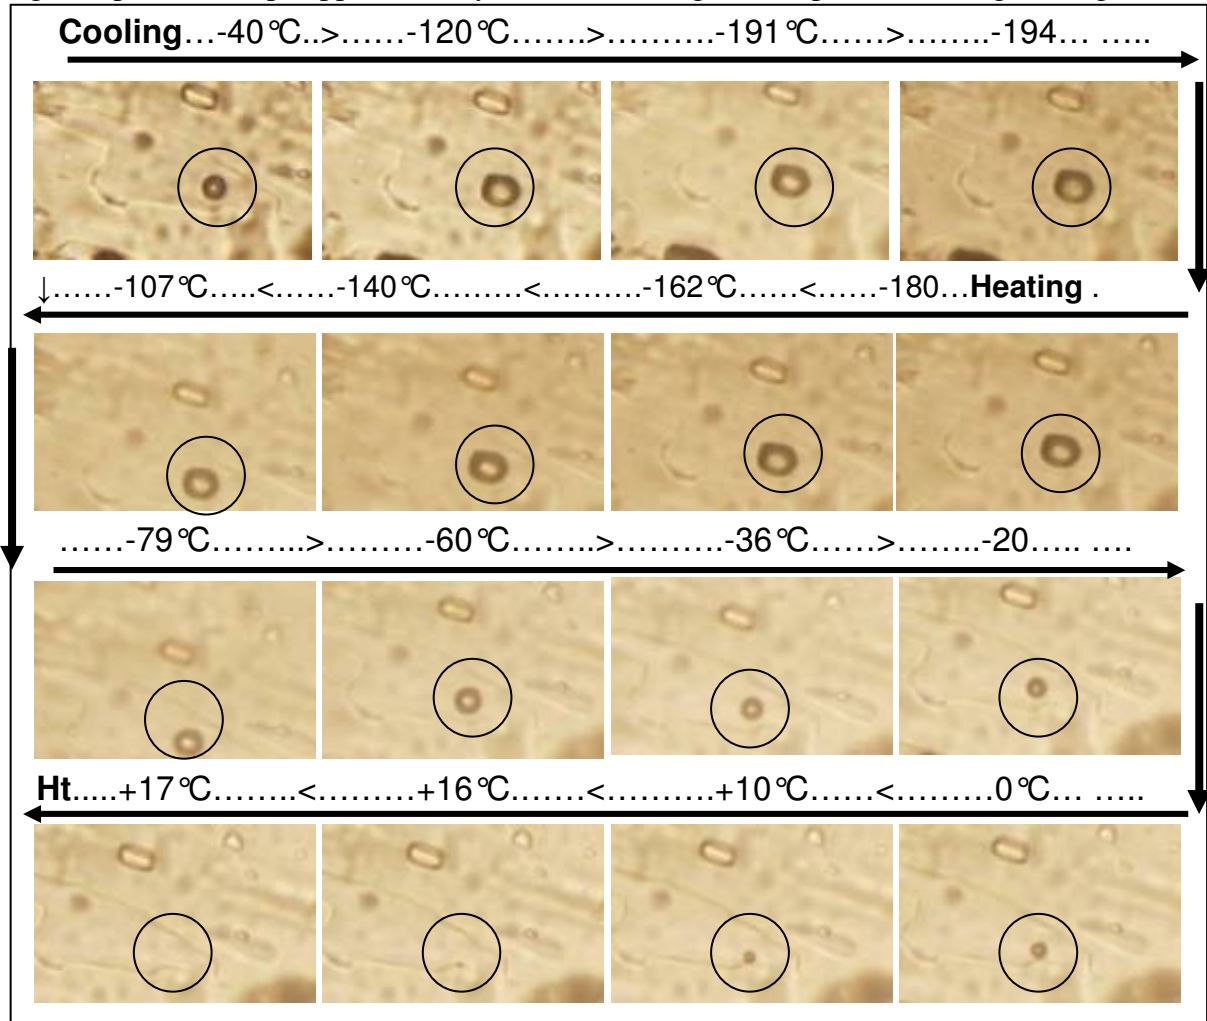 Cooling…-40°C..>……-120°C…….>……….-191°C……>……..-194… …..
↓……-107°C…..<……-140°C………<……….-162°C……<……-180…Heating .
……-79°C……...>………-60°C……..>……….-36°C……>……..-20….. ….
Ht.....+17°C……..<………+16°C……<……….+10°C……<………0°C… …..